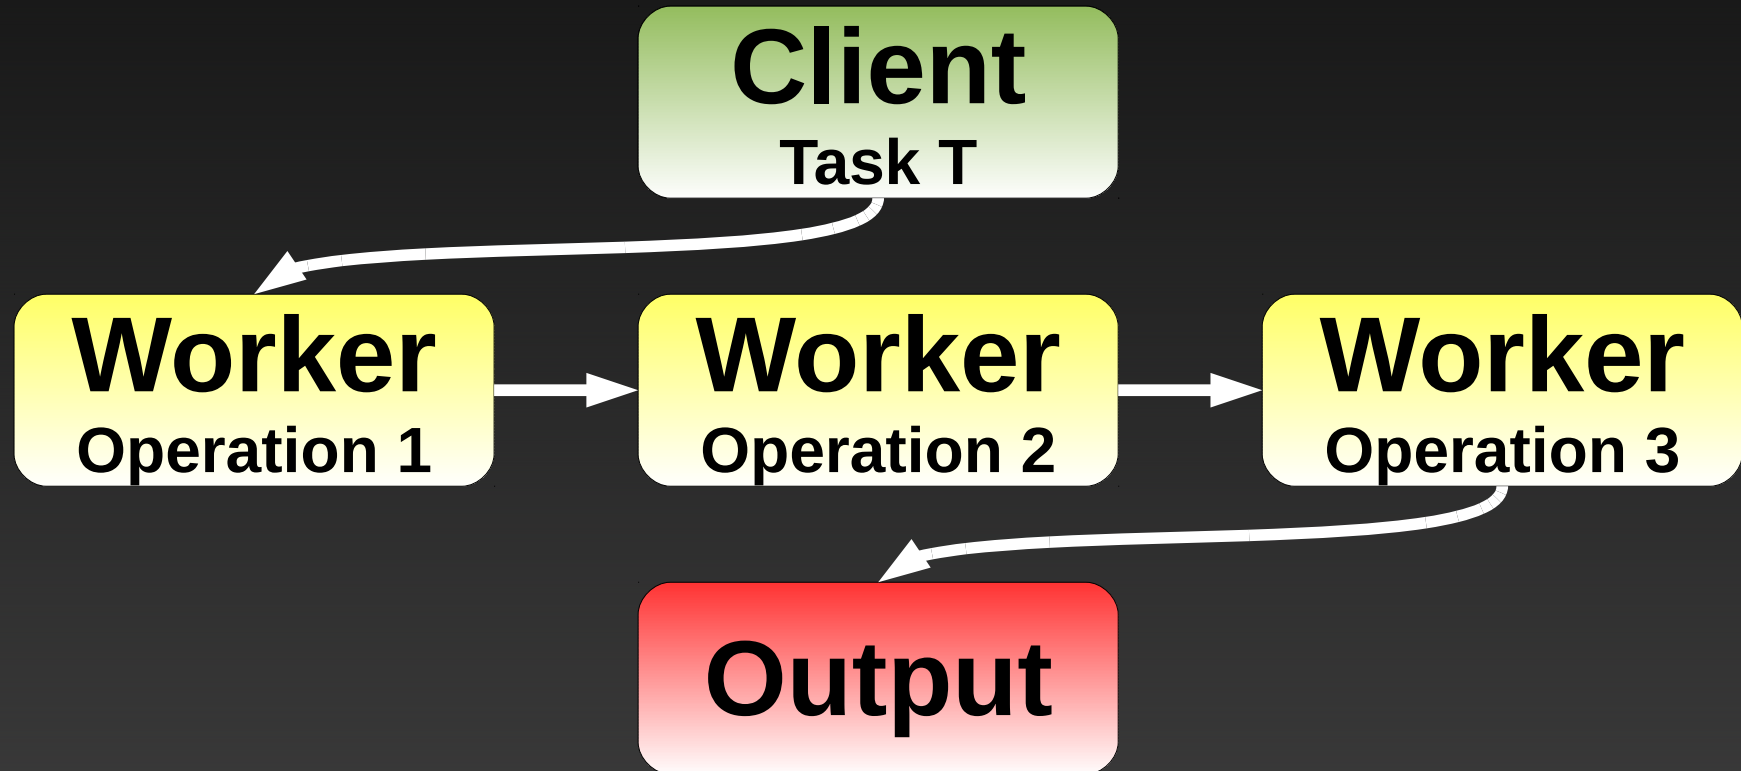 Client
Task T
Worker
Operation 1
Worker
Operation 2
Worker
Operation 3
Output